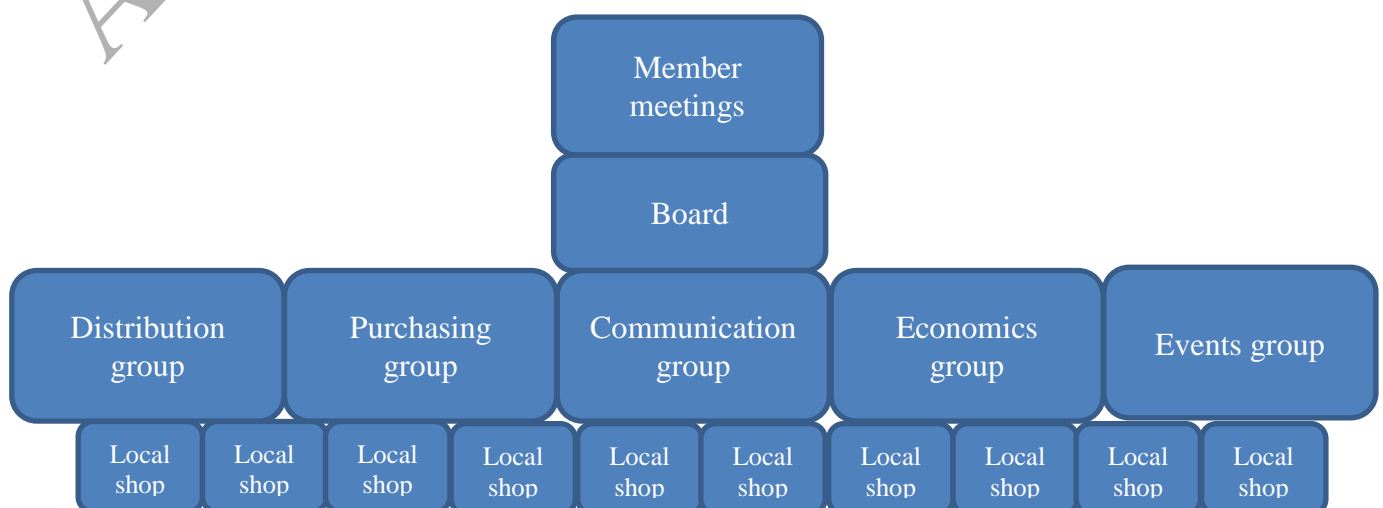 Member
meetings
Board
Distribution
group
Purchasing
group
Communication
group
Economics
group
Events group
Local
shop
Local
shop
Local
shop
Local
shop
Local
shop
Local
shop
Local
shop
Local
shop
Local
shop
Local
shop